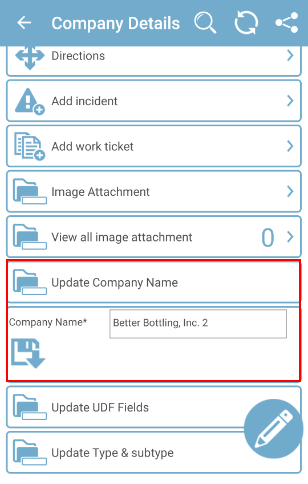 Company Details
Directions
Add incident
Add work ticket
Image Attachment
View all image attachment 0
Update Company Name
Company Name* Better Bottling, Inc. 2
Update UDF Fields
Update Type & subtype